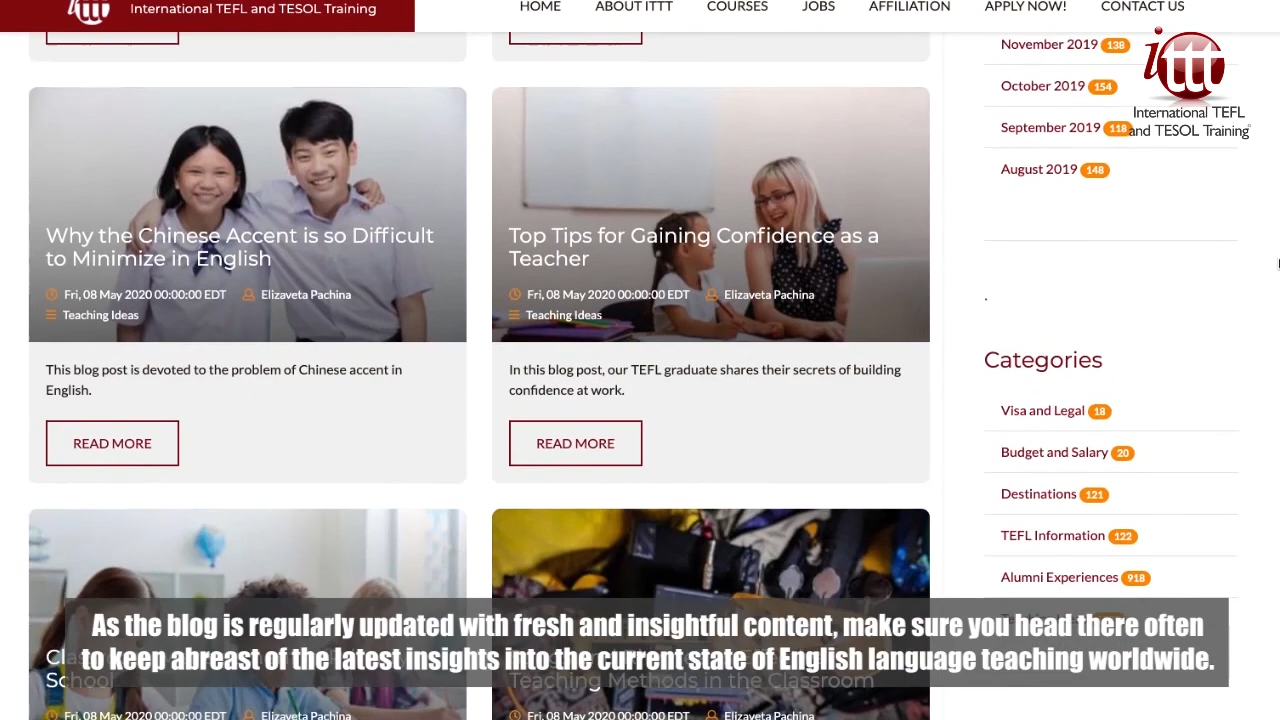 International TEFL and TESOL Training
HOME ABOUT ITTT COURSES JOBS AFFILIATION APPLY NOW! CONTACT US
November 2019 138
October 2019 154
September 2019 118
August 2019 148
ittt
International TEFL
and TESOL Training
Why the Chinese Accent is so Difficult
to Minimize in English
Fri, 08 May 2020 00:00:00 EDT Elizaveta Pachina
Teaching Ideas
This blog post is devoted to the problem of Chinese accent in
English.
READ MORE
Top Tips for Gaining Confidence as a
Teacher
Fri, 08 May 2020 00:00:00 EDT Elizaveta Pachina
Teaching Ideas
In this blog post, our TEFL graduate shares their secrets of building
confidence at work.
READ MORE
.
Categories
Visa and Legal 18
Budget and Salary 20
Destinations 121
TEFL Information 122
Alumni Experiences 918
As the blog is regularly updated with fresh and insightful content, make sure you head there often
to keep abreast of the latest insights into the current state of English language teaching worldwide.
School
Fri, 08 May 2020 00:00:00 EDT Elizaveta Pachina
Teaching Methods in the Classroom
Fri, 08 May 2020 00:00:00 EDT Elizaveta Pachina